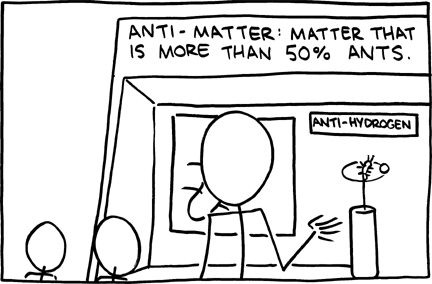 ANTI-MATTER: MATTER THAT
IS MORE THAN 50% ANTS.
ANTI-HYDROGEN